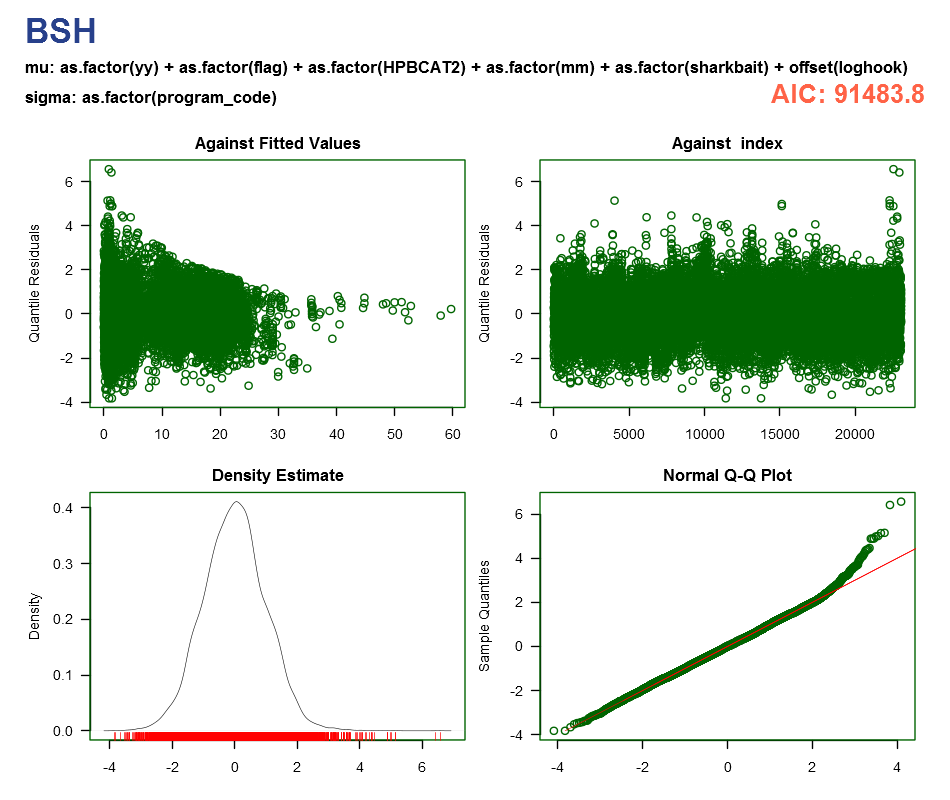 BSH
mu: as.factor(yy) + as.factor(flag) + as.factor(HPBCAT2) + as.factor(mm) + as.factor(sharkbait) + offset(loghook)
sigma: as.factor(program_code)
AIC: 91483.8
Against Fitted Values
Quantile Residuals
6
4
2
0
-2
-4
0 10 20 30 40 50 60
Against index
Quantile Residuals
6
4
2
0
-2
-4
0 5000 10000 15000 20000
Density Estimate
Density
0.4
0.3
0.2
0.1
0.0
-4 -2 0 2 4 6
Normal Q-Q Plot
Sample Quantiles
6
4
2
0
-2
-4
-4 -2 0 2 4